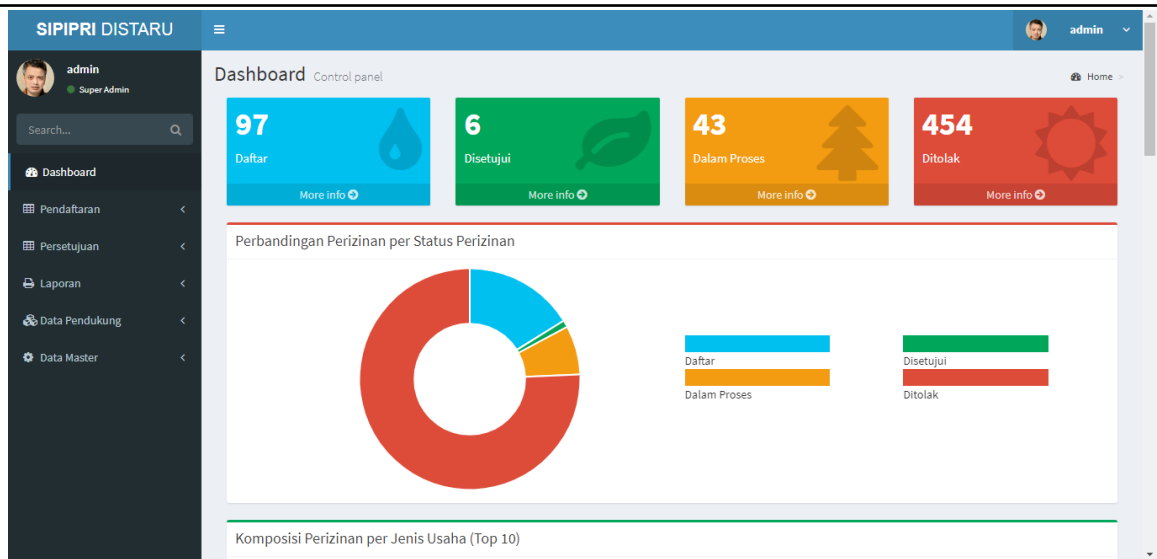 SIPIPRI DISTARU
admin
admin
Super Admin
Search...
Dashboard
Pendaftaran
Persetujuan
Laporan
Data Pendukung
Data Master
Dashboard Control panel
Home >
97
Daftar
More info
6
Disetujui
More info
43
Dalam Proses
More info
454
Ditolak
More info
Perbandingan Perizinan per Status Perizinan
Daftar
Disetujui
Dalam Proses
Ditolak
Komposisi Perizinan per Jenis Usaha (Top 10)